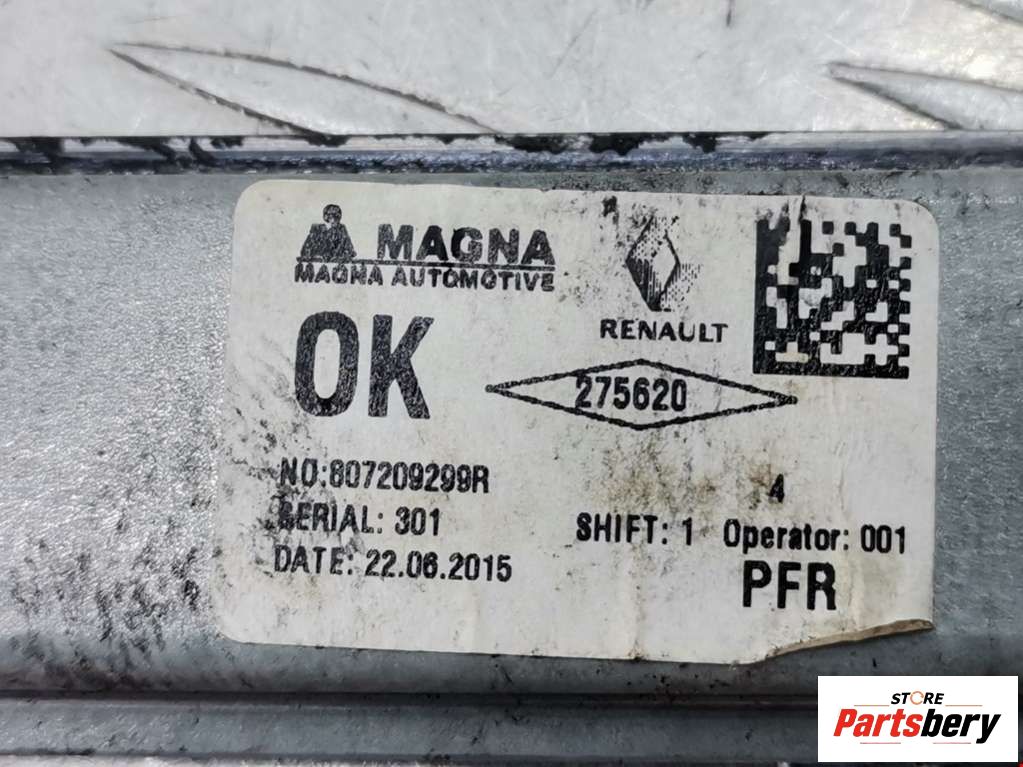 MAGNA
MAGNA AUTOMOTIVE
RENAULT
OK
275620
NO:807209299R
4
SERIAL: 301
SHIFT: 1 Operator: 001
DATE: 22.06.2015
PFR
STORE
Partsbery